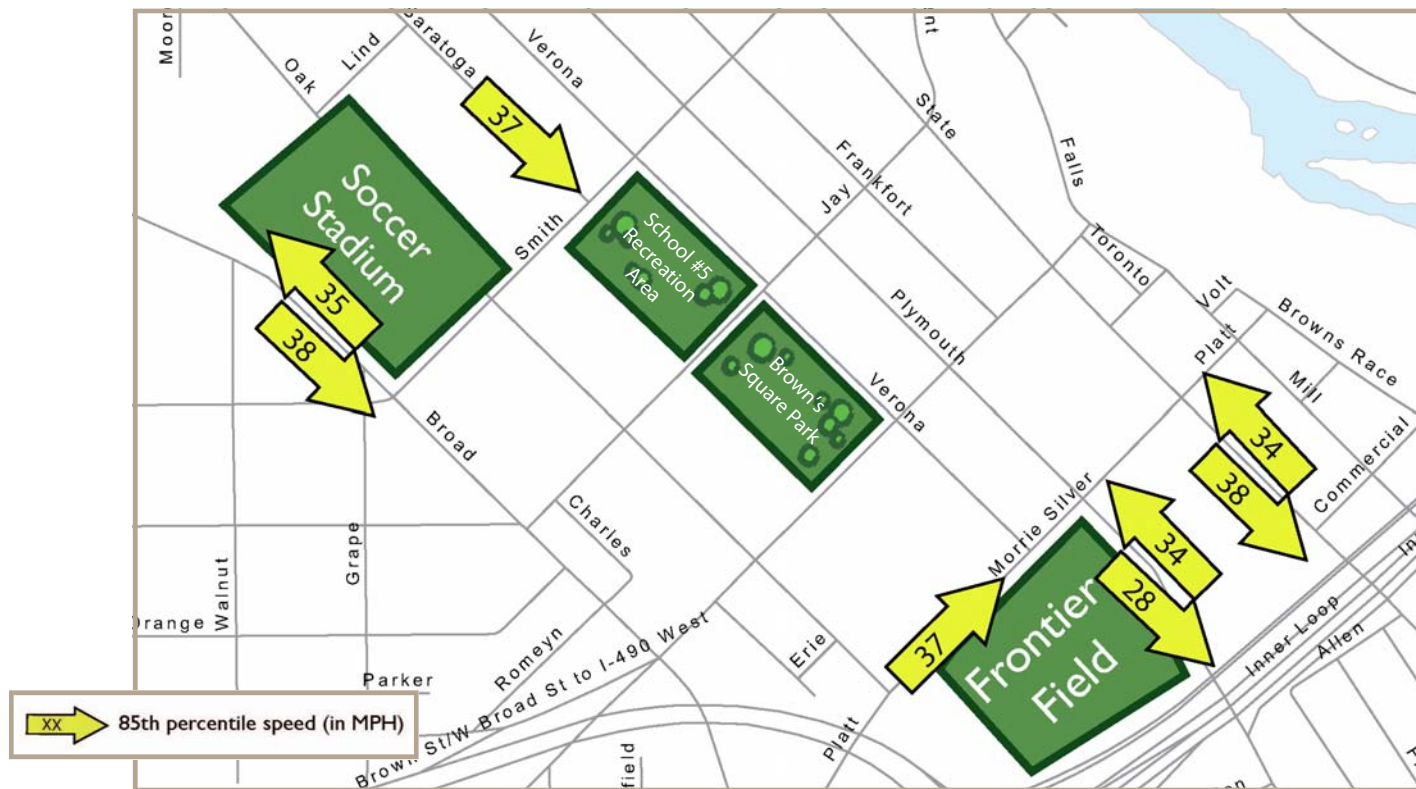 Moor
Oak
Lind
Saratoga
Verona
37
State
Falls
Frankfort
Jay
Soccer
Stadium
Smith
School #5
Recreation
Area
Toronto
Volt
Platt
Browns Race
Mill
Commercial
Plymouth
Verona
Brown's
Square Park
35
38
Broad
Charles
Grape
Walnut
Orange
Parker
Romeyn
Brown St/W Broad St to I-490 West
Erie
Platt
Morrie Silver
37
Frontier
Field
34
28
34
38
Inner Loop
Allen
In
field
XX 85th percentile speed (in MPH)